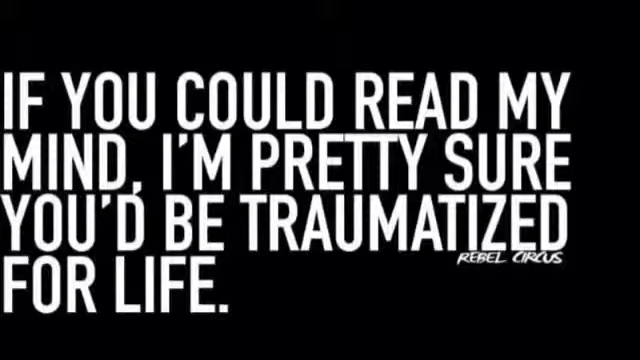 IF YOU COULD READ MY
MIND, I'M PRETTY SURE
YOU'D BE TRAUMATIZED
REBEL CIRCUS
FOR LIFE.